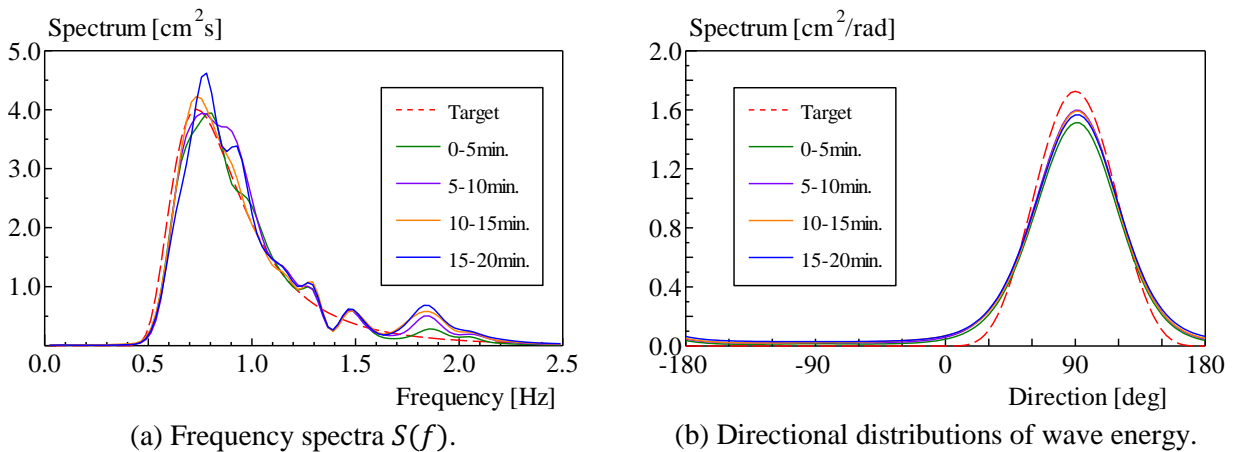 Spectrum [cm²s]
5.0
4.0
3.0
2.0
1.0
0.0
0.5
1.0
1.5
2.0
2.5
Frequency [Hz]
Target
0-5min.
5-10min.
10-15min.
15-20min.
(a) Frequency spectra S(f).
Spectrum [cm²/rad]
2.0
1.6
1.2
0.8
0.4
0.0
-180
-90
0
90
180
Direction [deg]
Target
0-5min.
5-10min.
10-15min.
15-20min.
(b) Directional distributions of wave energy.